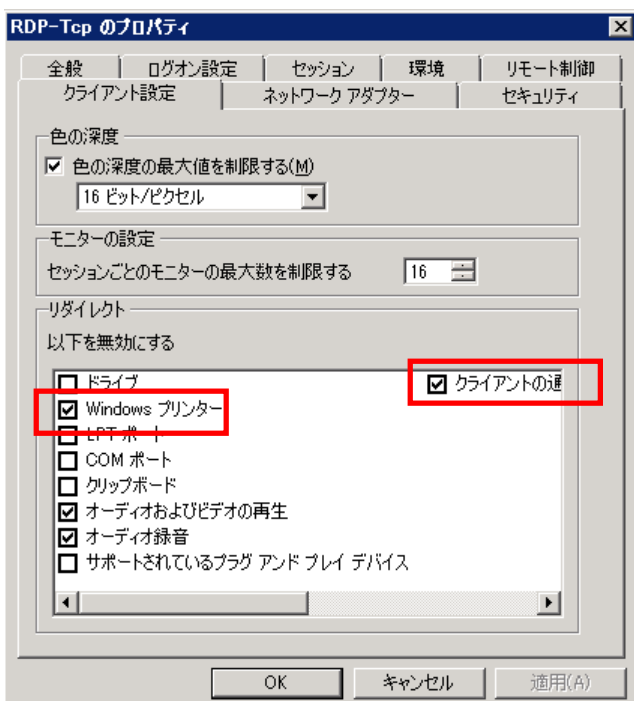 RDP-Tcp のプロパティ
全般 ログオン設定 セッション 環境 リモート制御
クライアント設定 ネットワーク アダプター セキュリティ
色の深度
色の深度の最大値を制限する(M)
16 ビット/ピクセル
モニターの設定
セッションごとのモニターの最大数を制限する 16
リダイレクト
以下を無効にする
ドライブ クライアントの通
Windows プリンター
LPT ポート
COM ポート
クリップボード
オーディオおよびビデオの再生
オーディオ録音
サポートされているプラグ アンド プレイ デバイス
OK キャンセル 適用(A)